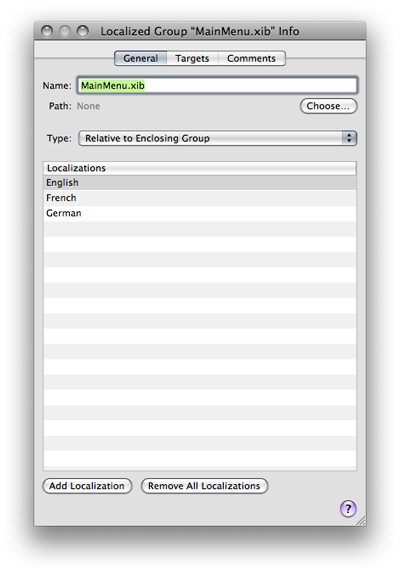 Localized Group “MainMenu.xib” Info
General Targets Comments
Name: MainMenu.xib
Path: None Choose...
Type: Relative to Enclosing Group
Localizations
English
French
German
Add Localization Remove All Localizations
?